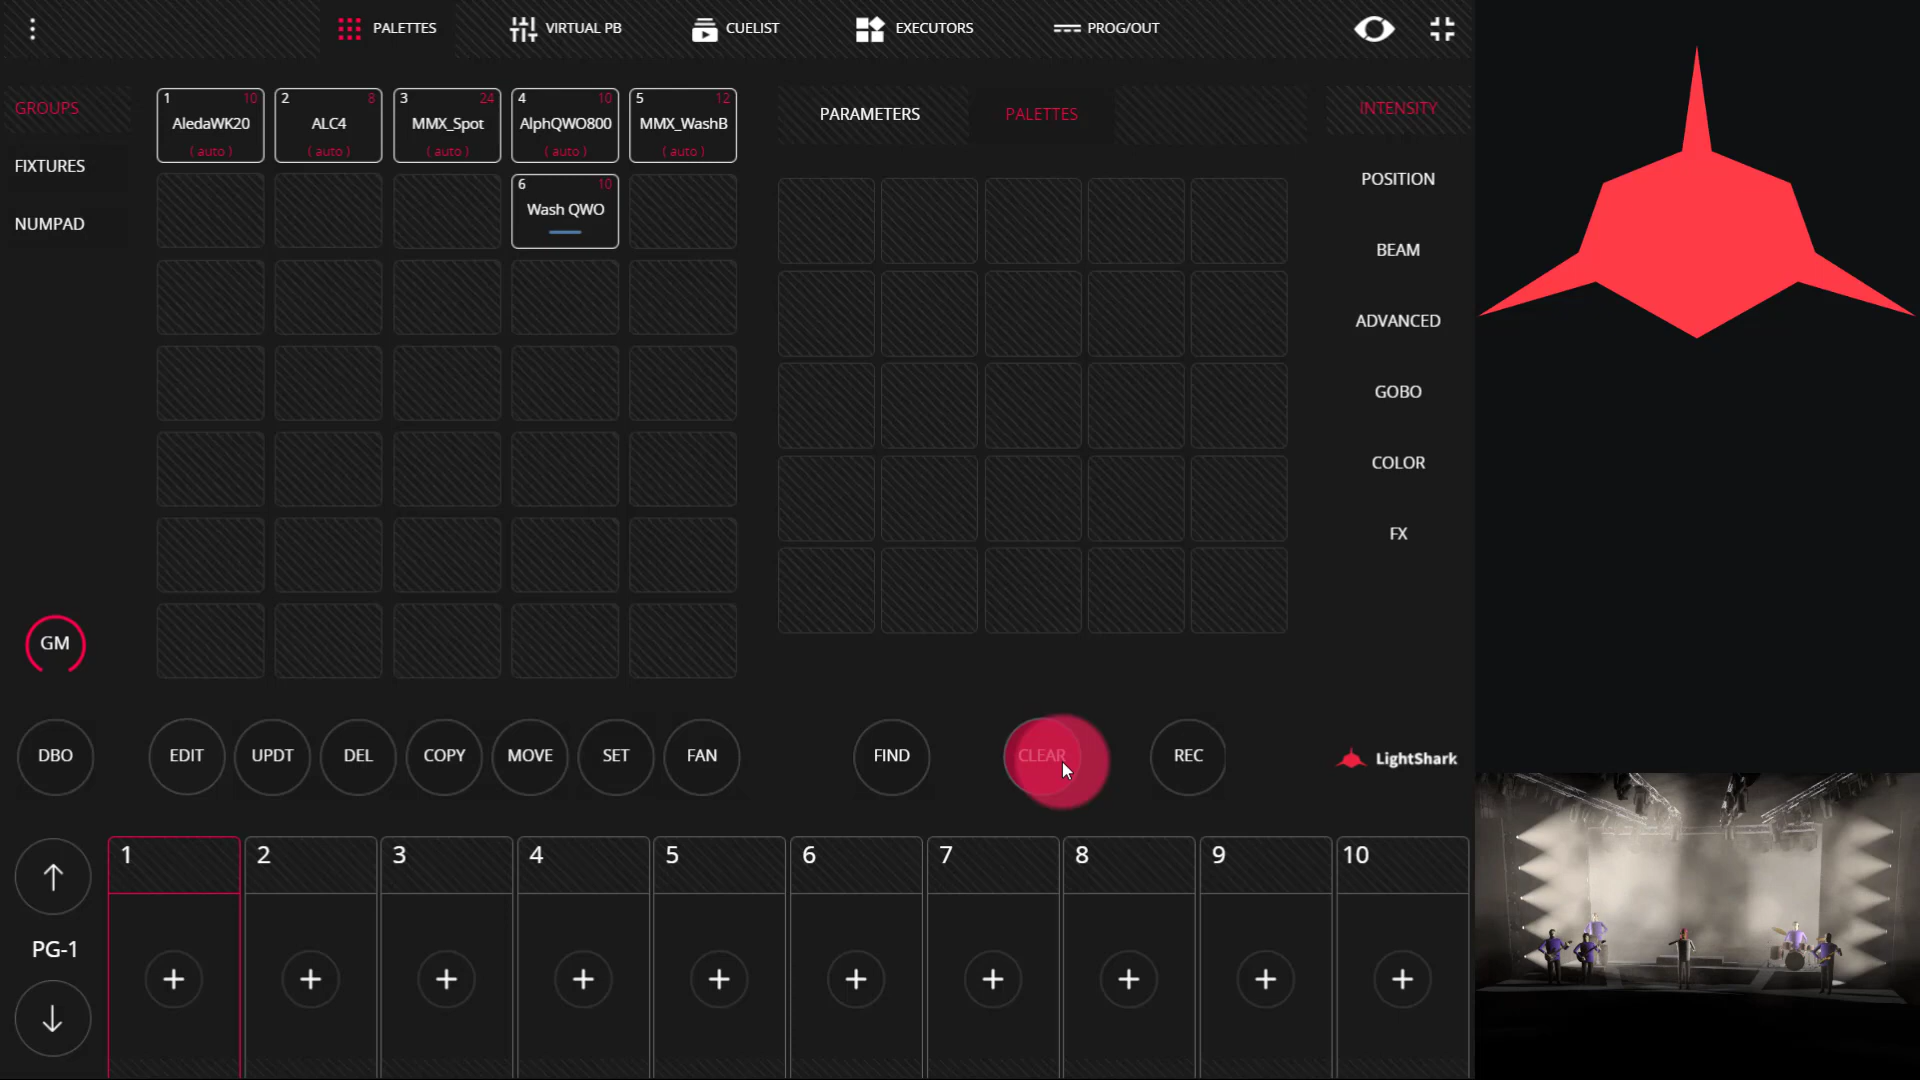 PALETTES
VIRTUAL PB
CUELIST
EXECUTORS
PROG/OUT
GROUPS
FIXTURES
NUMPAD
1 10
AledaWK20
( auto )
2 8
ALC4
( auto )
3 24
MMX_Spot
( auto )
4 10
AlphQWO800
( auto )
5 12
MMX_WashB
( auto )
6 10
Wash QWO
PARAMETERS
PALETTES
INTENSITY
POSITION
BEAM
ADVANCED
GOBO
COLOR
FX
GM
DBO
EDIT
UPDT
DEL
COPY
MOVE
SET
FAN
FIND
CLEAR
REC
LightShark
PG-1
1
2
3
4
5
6
7
8
9
10